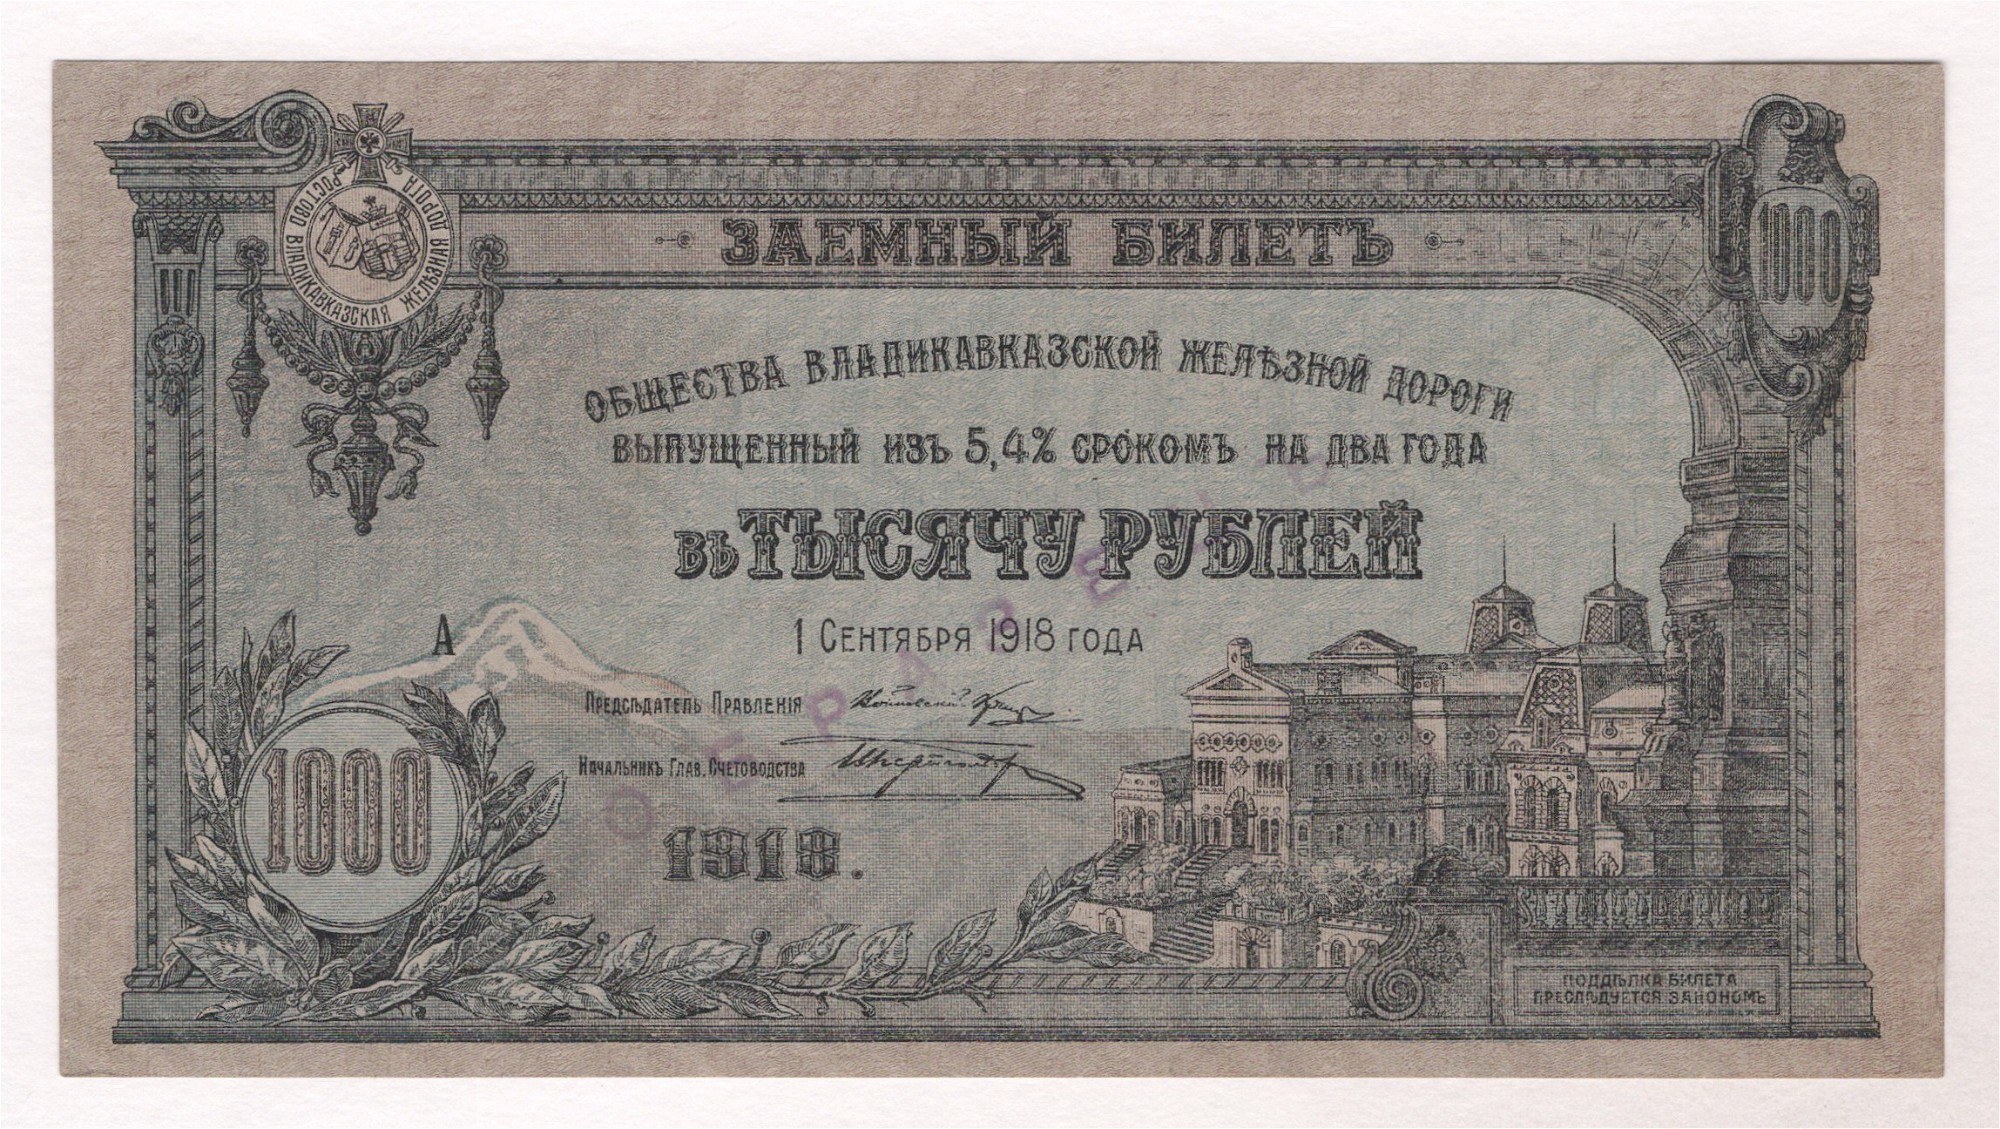 РОСТОВО ВЛАДИКАВКАЗСКАЯ ЖЕЛѢЗНАЯ ДОРОГА
1000
ЗАЕМНЫЙ БИЛЕТЪ
ОБЩЕСТВА ВЛАДИКАВКАЗСКОЙ ЖЕЛѢЗНОЙ ДОРОГИ
ВЫПУЩЕННЫЙ ИЗЪ 5,4% СРОКОМЪ НА ДВА ГОДА
ВЪ ТЫСЯЧУ РУБЛЕЙ
А
1 СЕНТЯБРЯ 1918 ГОДА
ПРЕДСѢДАТЕЛЬ ПРАВЛЕНІЯ
НАЧАЛЬНИКЪ ГЛАВ. СЧЕТОВОДСТВА
ОБРАЗЕЦЪ
1000
1918.
ПОДДѢЛКА БИЛЕТА
ПРЕСЛѢДУЕТСЯ ЗАКОНОМЪ